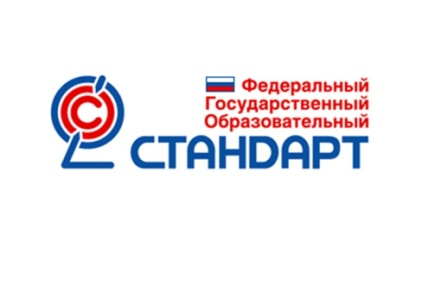 Федеральный
Государственный
Образовательный
СТАНДАРТ